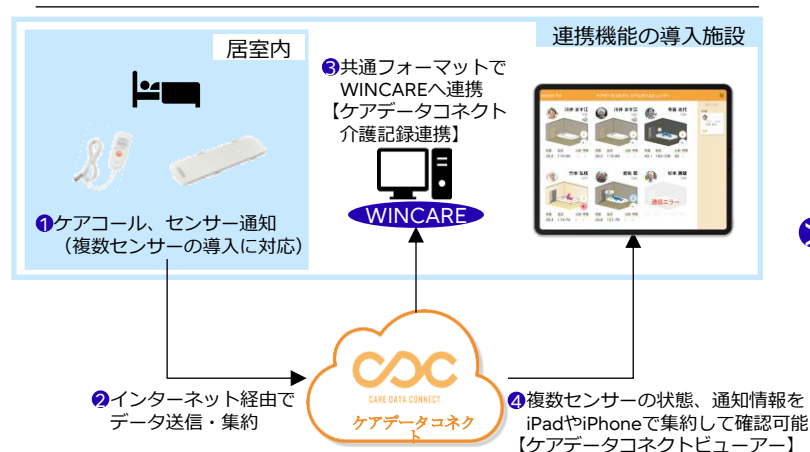 連携機能の導入施設
居室内
❶ケアコール、センサー通知
（複数センサーの導入に対応）
❸共通フォーマットで
WINCAREへ連携
【ケアデータコネクト
介護記録連携】
WINCARE
通信エラー
❷インターネット経由で
データ送信・集約
CDC
CARE DATA CONNECT
ケアデータコネク
ト
❹複数センサーの状態、通知情報を
iPadやiPhoneで集約して確認可能
【ケアデータコネクトビューアー】